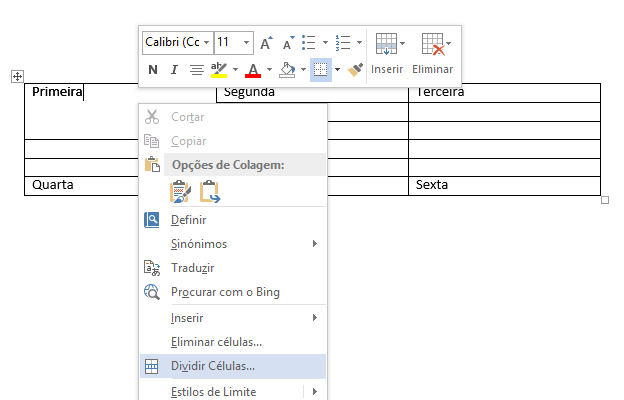 Calibri (Cc 11 A A
N I ab A Inserir Eliminar
Primeira Segunda Terceira
Cortar
Copiar
Opções de Colagem:
Quarta Sexta
Definir
Sinónimos
Traduzir
Procurar com o Bing
Inserir
Eliminar células...
Dividir Células...
Estilos de Limite